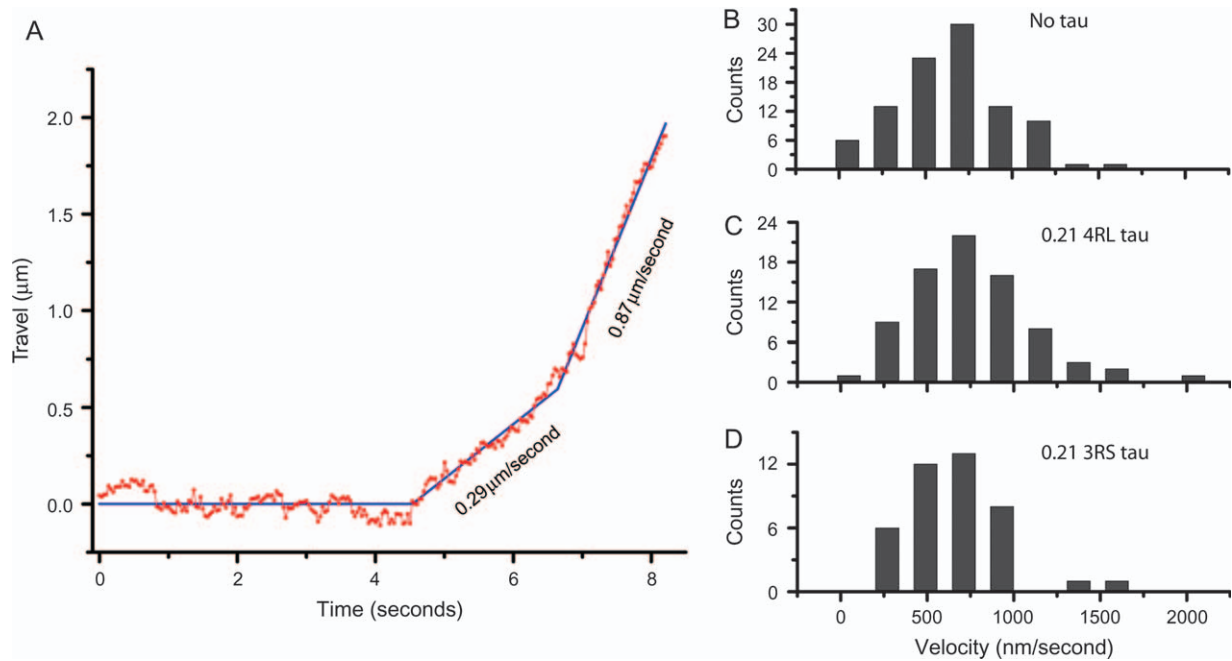 A
2.0
1.5
1.0
0.5
0.0
Travel (μm)
0.29μm/second
0.87μm/second
0
2
4
6
8
Time (seconds)
B
No tau
30
24
18
12
6
0
Counts
C
0.21 4RL tau
24
18
12
6
0
Counts
D
0.21 3RS tau
12
6
0
Counts
0
500
1000
1500
2000
Velocity (nm/second)